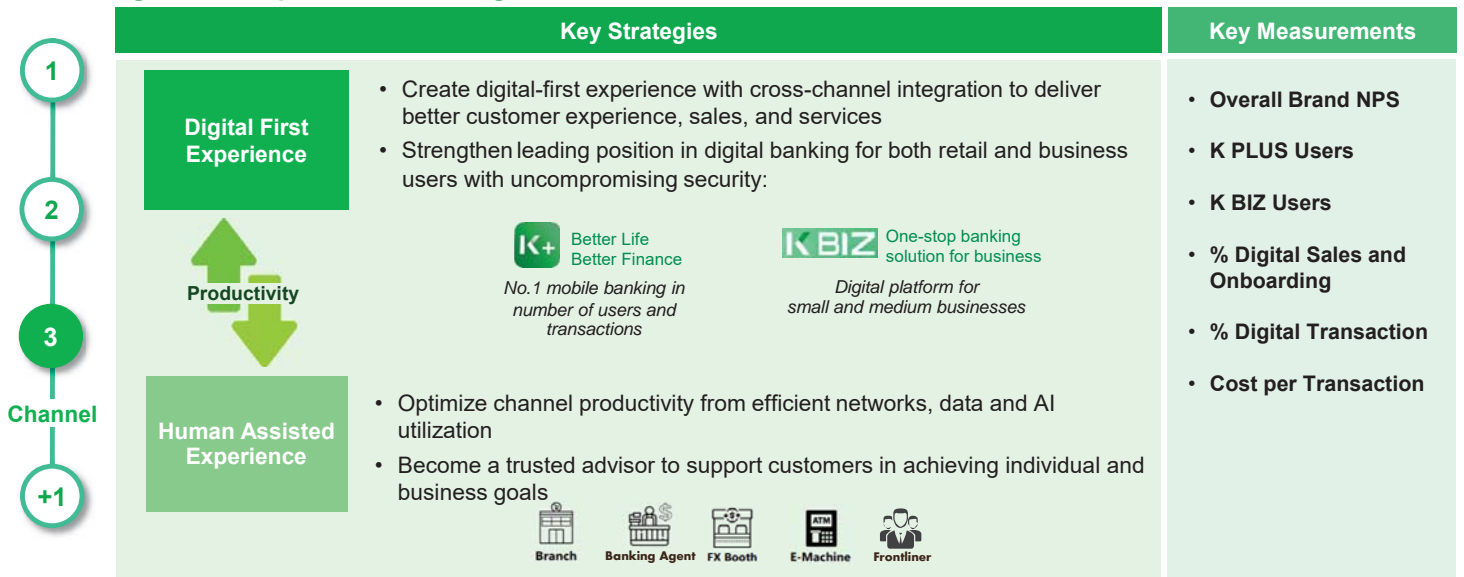 Key Strategies
Key Measurements
1
2
3
Channel
+1
Digital First
Experience
• Create digital-first experience with cross-channel integration to deliver
better customer experience, sales, and services
• Strengthen leading position in digital banking for both retail and business
users with uncompromising security:
K+
Better Life
Better Finance
No.1 mobile banking in
number of users and
transactions
K BIZ
One-stop banking
solution for business
Digital platform for
small and medium businesses
Productivity
Human Assisted
Experience
• Optimize channel productivity from efficient networks, data and AI
utilization
• Become a trusted advisor to support customers in achieving individual and
business goals
Branch
Banking Agent
FX Booth
ATM
E-Machine
Frontliner
• Overall Brand NPS
• K PLUS Users
• K BIZ Users
• % Digital Sales and
Onboarding
• % Digital Transaction
• Cost per Transaction